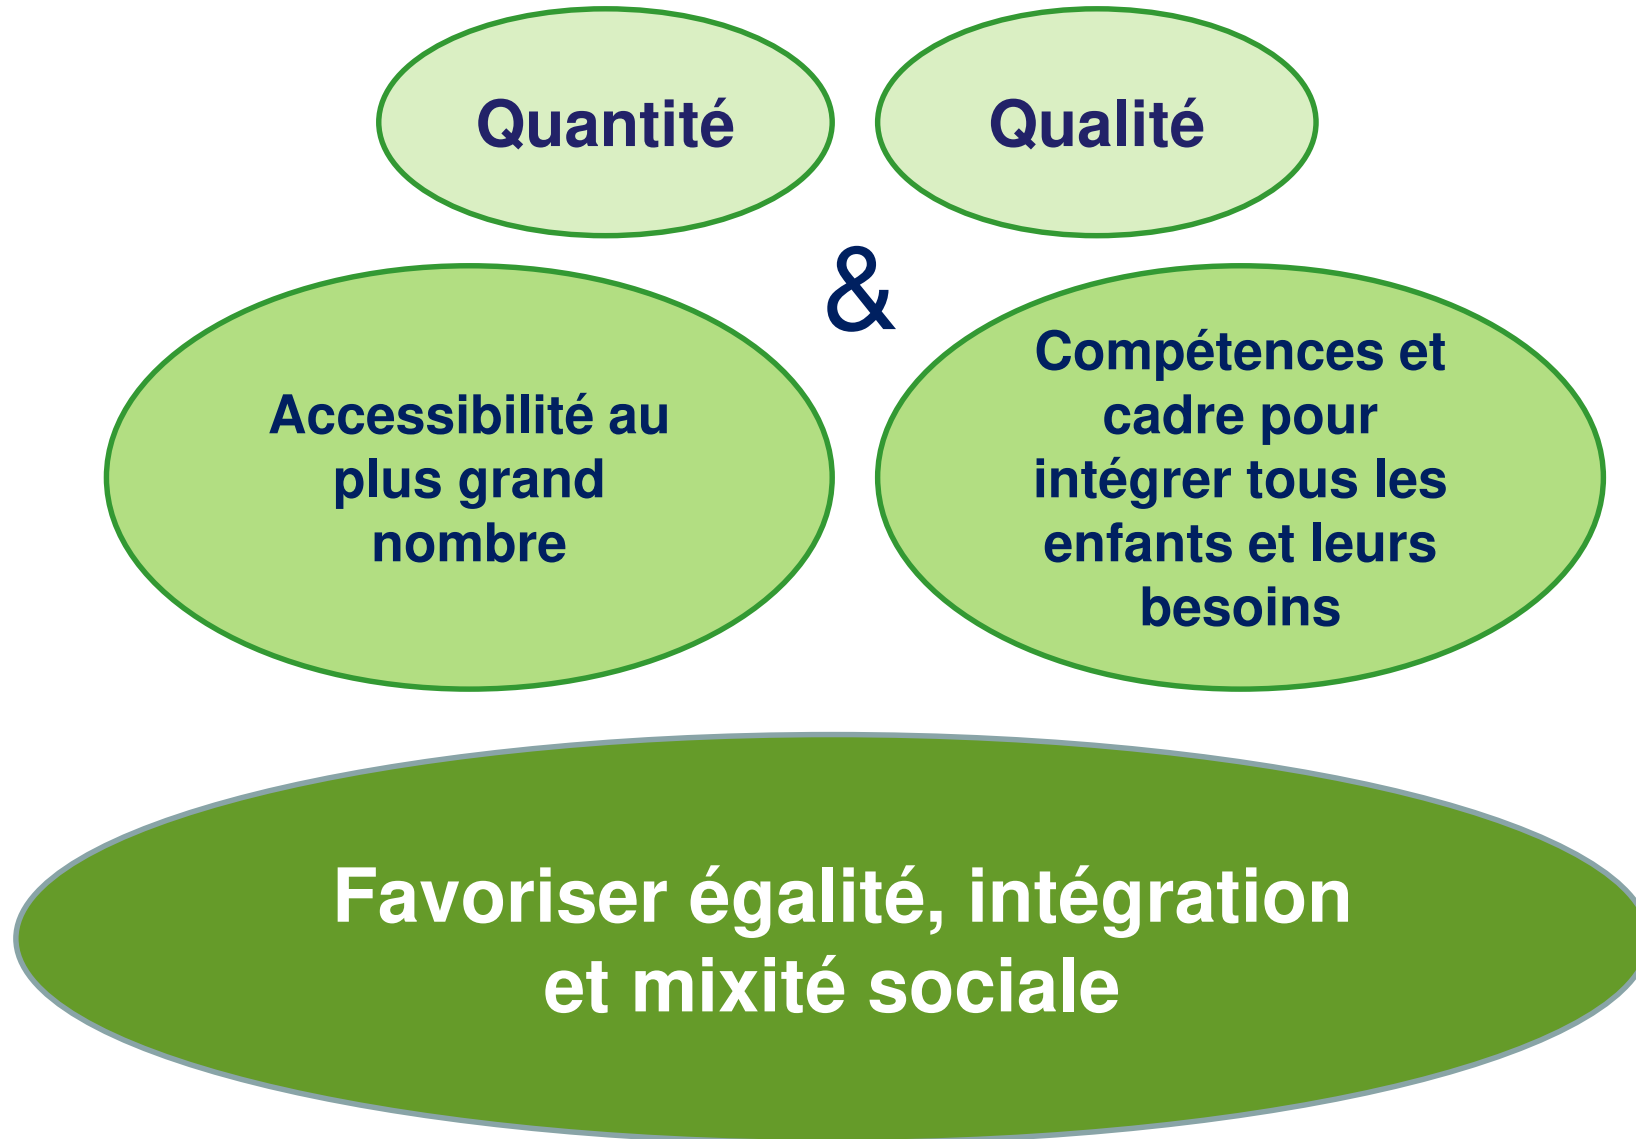 Quantité
Qualité
&
Accessibilité au
plus grand
nombre
Compétences et
cadre pour
intégrer tous les
enfants et leurs
besoins
Favoriser égalité, intégration
et mixité sociale